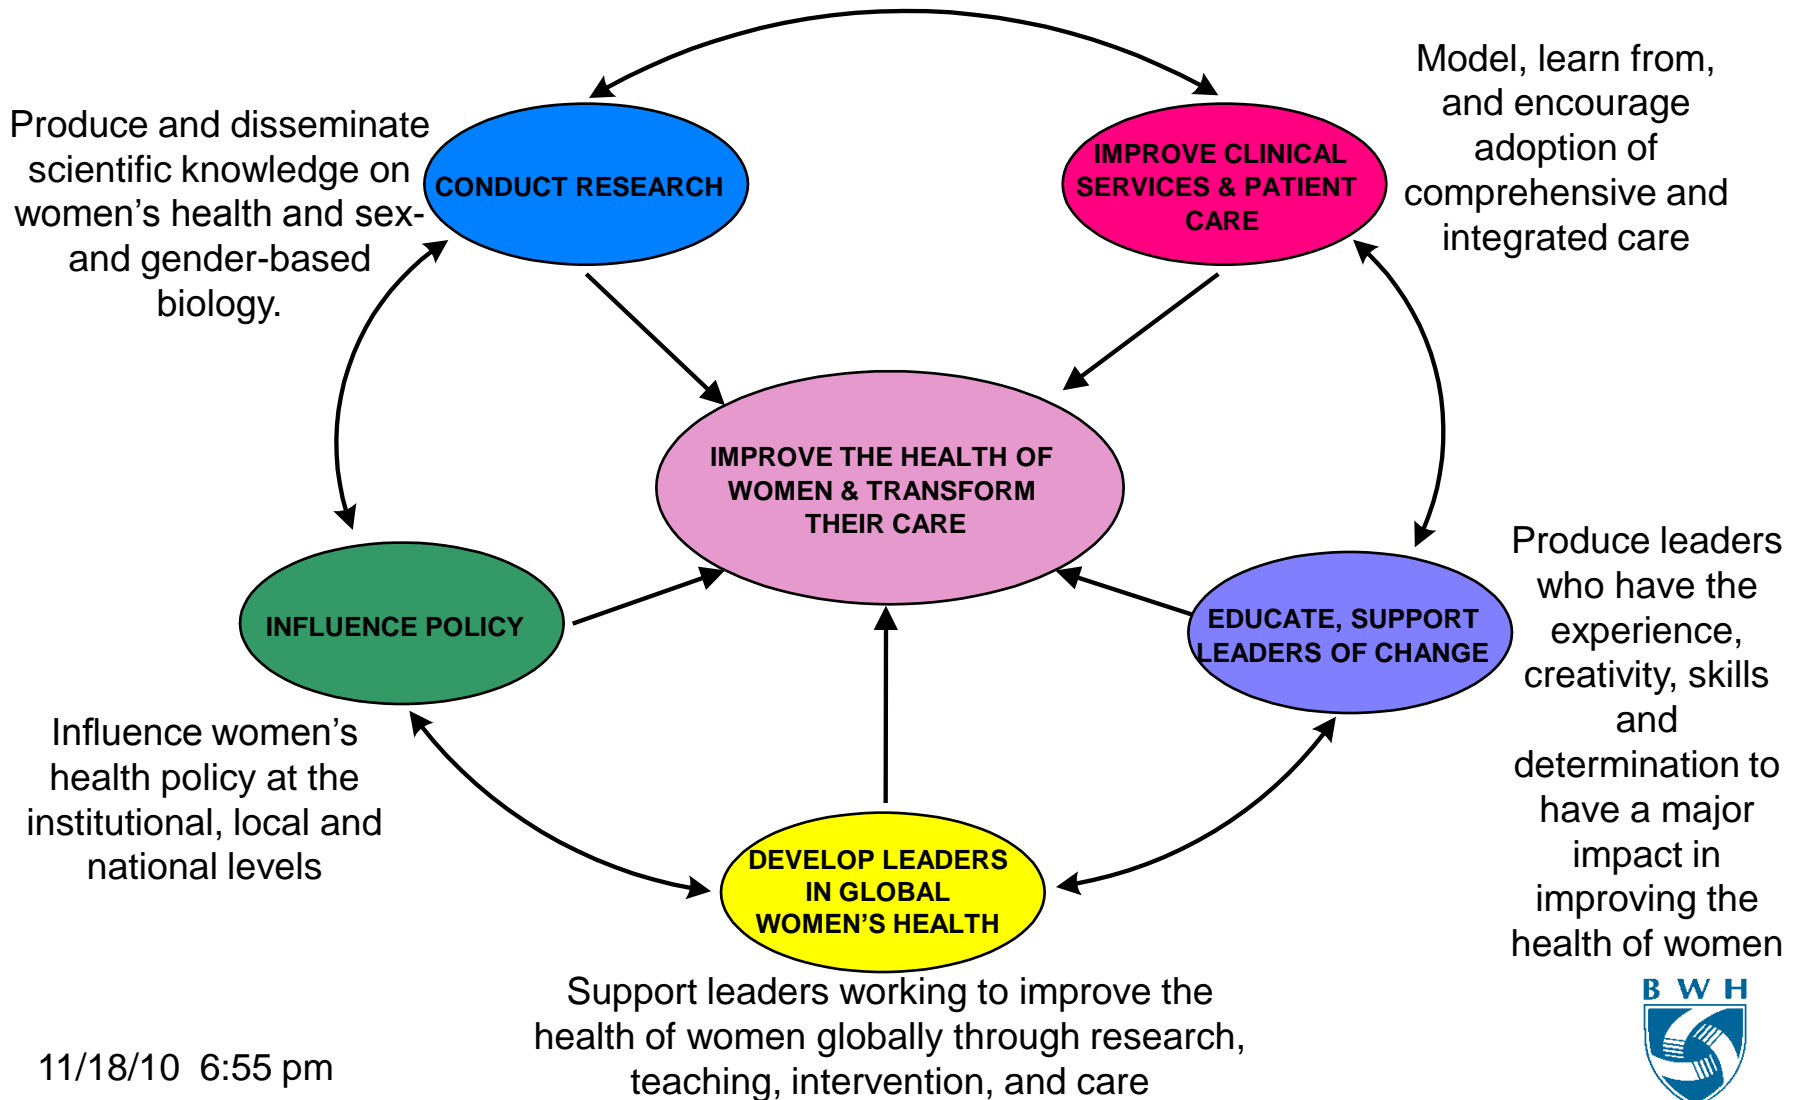 Produce and disseminate
scientific knowledge on
women's health and sex-
and gender-based
biology.
CONDUCT RESEARCH
IMPROVE CLINICAL
SERVICES & PATIENT
CARE
Model, learn from,
and encourage
adoption of
comprehensive and
integrated care
IMPROVE THE HEALTH OF
WOMEN & TRANSFORM
THEIR CARE
INFLUENCE POLICY
Influence women's
health policy at the
institutional, local and
national levels
EDUCATE, SUPPORT
LEADERS OF CHANGE
Produce leaders
who have the
experience,
creativity, skills
and
determination to
have a major
impact in
improving the
health of women
DEVELOP LEADERS
IN GLOBAL
WOMEN'S HEALTH
Support leaders working to improve the
health of women globally through research,
teaching, intervention, and care
11/18/10 6:55 pm
B W H